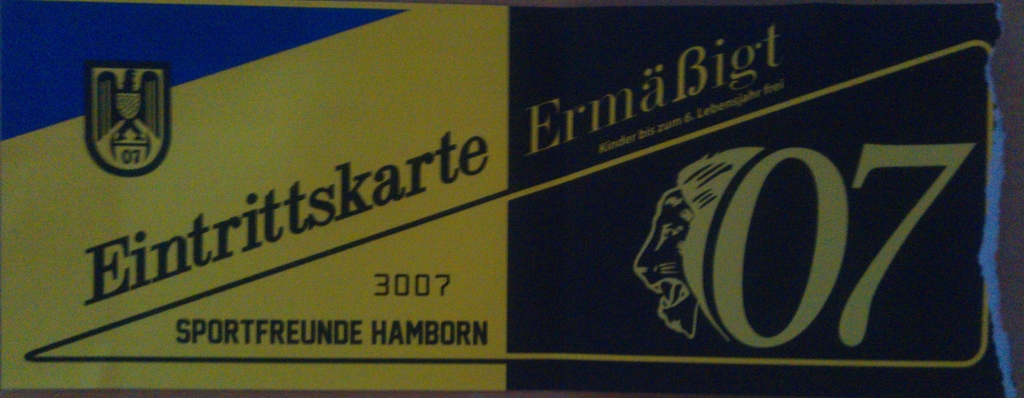 07
Eintrittskarte
3007
SPORTFREUNDE HAMBORN
Ermäßigt
Kinder bis zum 6. Lebensjahr frei
07